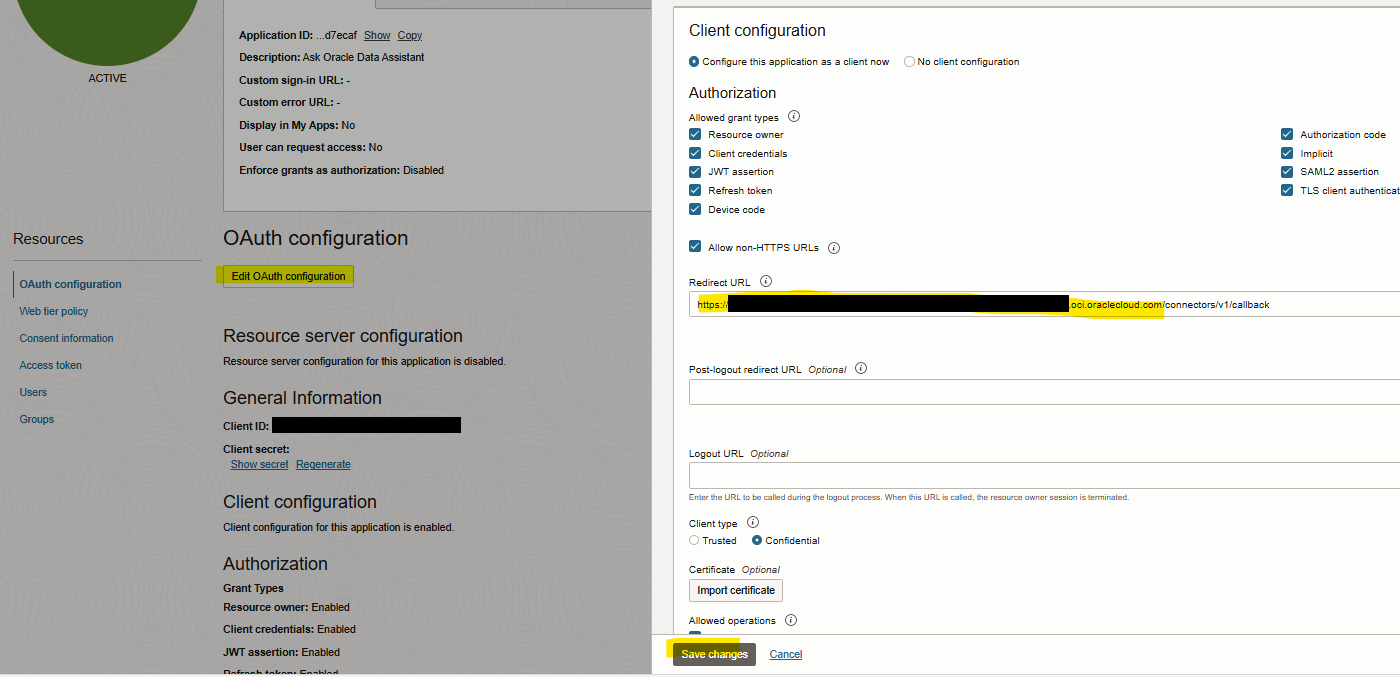 ACTIVE
Application ID: ...d7ecaf Show Copy
Description: Ask Oracle Data Assistant
Custom sign-in URL: -
Custom error URL: -
Display in My Apps: No
User can request access: No
Enforce grants as authorization: Disabled
Resources
OAuth configuration
Web tier policy
Consent information
Access token
Users
Groups
OAuth configuration
Edit OAuth configuration
Resource server configuration
Resource server configuration for this application is disabled.
General Information
Client ID:
Client secret:
Show secret Regenerate
Client configuration
Client configuration for this application is enabled.
Authorization
Grant Types
Resource owner: Enabled
Client credentials: Enabled
JWT assertion: Enabled
Refresh token: Enabled
Client configuration
Configure this application as a client now No client configuration
Authorization
Allowed grant types
Resource owner Authorization code
Client credentials Implicit
JWT assertion SAML2 assertion
Refresh token TLS client authenticat
Device code
Allow non-HTTPS URLs
Redirect URL
https:// .oci.oraclecloud.com/connectors/v1/callback
Post-logout redirect URL Optional
Logout URL Optional
Enter the URL to be called during the logout process. When this URL is called, the resource owner session is terminated.
Client type
Trusted Confidential
Certificate Optional
Import certificate
Allowed operations
Save changes Cancel